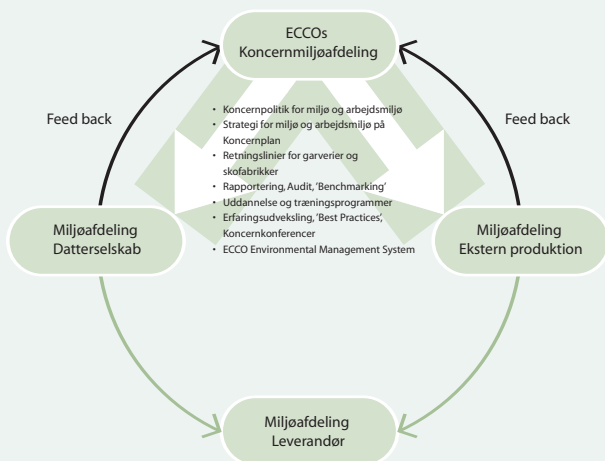 ECCOs
Koncernmiljøafdeling
Feed back
Feed back
• Koncernpolitik for miljø og arbejdsmiljø
• Strategi for miljø og arbejdsmiljø på
Koncernplan
• Retningslinier for garverier og
skofabrikker
• Rapportering, Audit, ‘Benchmarking’
• Uddannelse og træningsprogrammer
• Erfaringsudveksling, ‘Best Practices’,
Koncernkonferencer
• ECCO Environmental Management System
Miljøafdeling
Datterselskab
Miljøafdeling
Ekstern produktion
Miljøafdeling
Leverandør